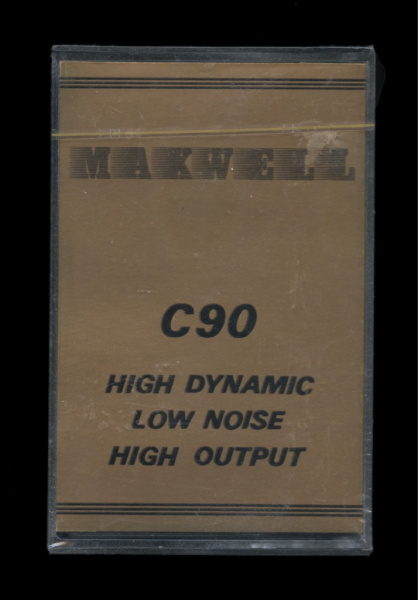 MAKWELL
C90
HIGH DYNAMIC
LOW NOISE
HIGH OUTPUT